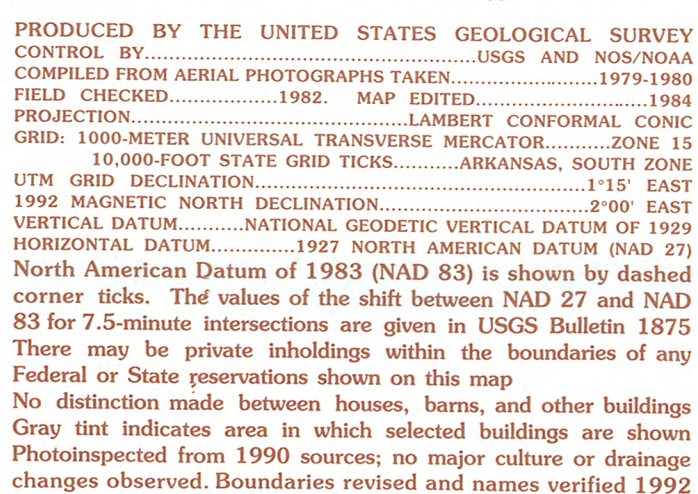 PRODUCED BY THE UNITED STATES GEOLOGICAL SURVEY
CONTROL BY..................................................USGS AND NOS/NOAA
COMPILED FROM AERIAL PHOTOGRAPHS TAKEN......................1979-1980
FIELD CHECKED................1982. MAP EDITED..........................1984
PROJECTION..........................................LAMBERT CONFORMAL CONIC
GRID: 1000-METER UNIVERSAL TRANSVERSE MERCATOR..........ZONE 15
10,000-FOOT STATE GRID TICKS..........ARKANSAS, SOUTH ZONE
UTM GRID DECLINATION..................................................1°15' EAST
1992 MAGNETIC NORTH DECLINATION....................................2°00' EAST
VERTICAL DATUM..........NATIONAL GEODETIC VERTICAL DATUM OF 1929
HORIZONTAL DATUM.............1927 NORTH AMERICAN DATUM (NAD 27)
North American Datum of 1983 (NAD 83) is shown by dashed
corner ticks. The values of the shift between NAD 27 and NAD
83 for 7.5-minute intersections are given in USGS Bulletin 1875
There may be private inholdings within the boundaries of any
Federal or State reservations shown on this map
No distinction made between houses, barns, and other buildings
Gray tint indicates area in which selected buildings are shown
Photoinspected from 1990 sources; no major culture or drainage
changes observed. Boundaries revised and names verified 1992